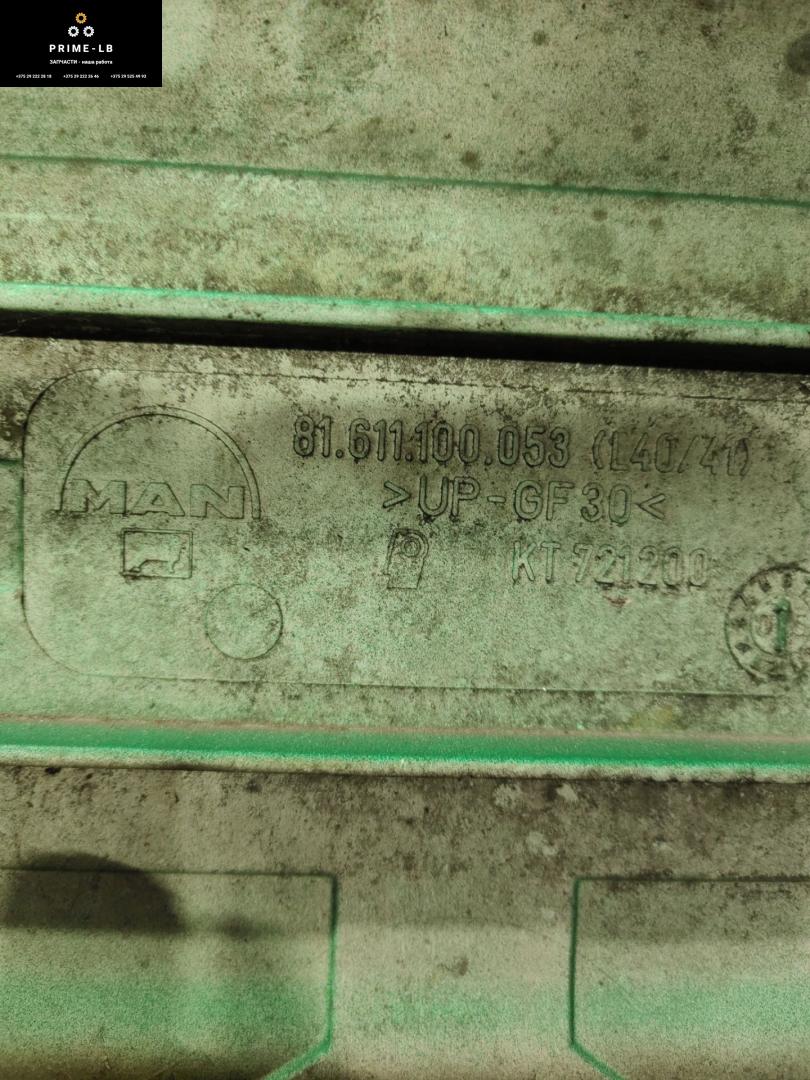 PRIME-LB
ЗАПЧАСТИ - наша работа
+375 29 222 28 18 +375 29 222 26 46 +375 29 525 49 93
81.611.100.053 (L40/41)
MAN
>UP-GF30<
KT 721200